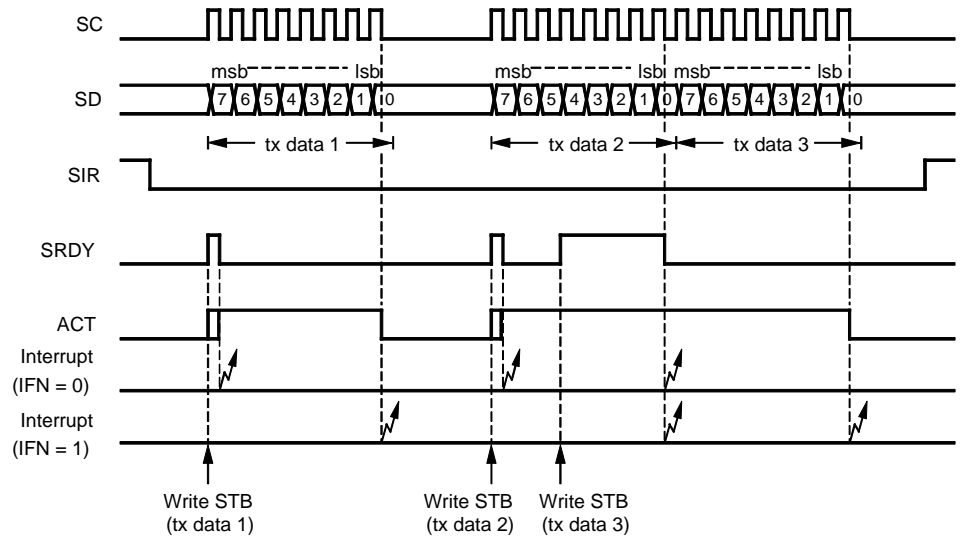 SC
msb lsb msb lsb msb lsb
SD 7 6 5 4 3 2 1 0 7 6 5 4 3 2 1 0 7 6 5 4 3 2 1 0
tx data 1 tx data 2 tx data 3
SIR
SRDY
ACT
Interrupt
(IFN = 0)
Interrupt
(IFN = 1)
Write STB Write STB Write STB
(tx data 1) (tx data 2) (tx data 3)